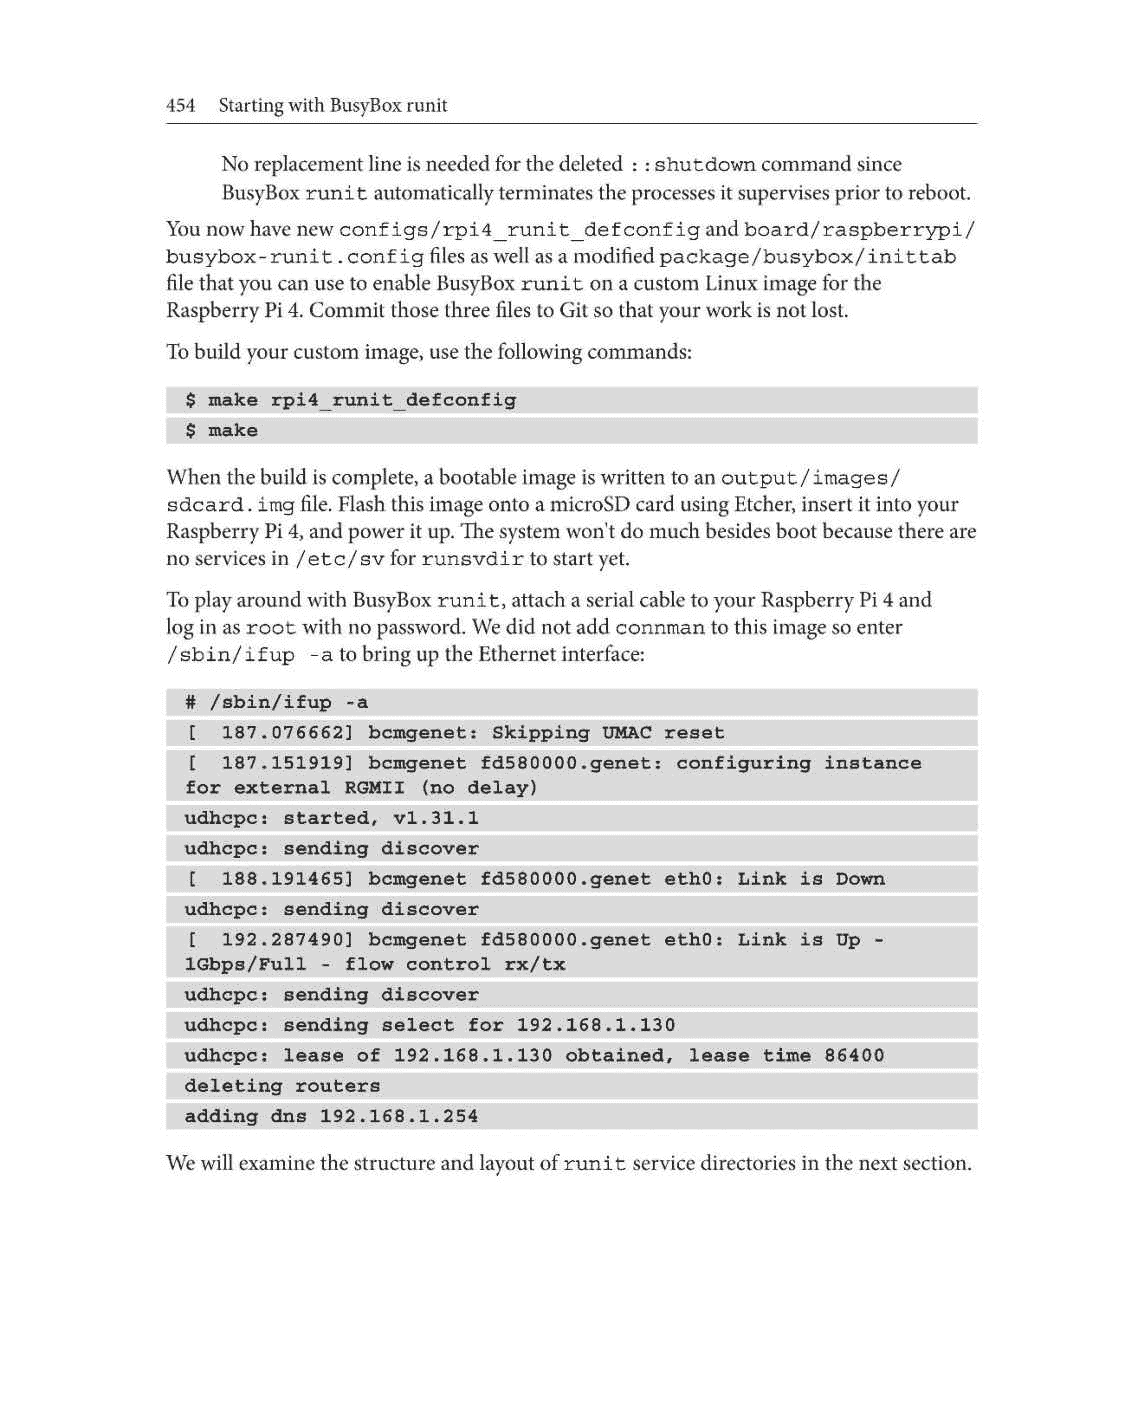 454 Starting with BusyBox runit
No replacement line is needed for the deleted ::shutdown command since
BusyBox runit automatically terminates the processes it supervises prior to reboot.
You now have new configs/rpi4_runit_defconfig and board/raspberrypi/
busybox-runit.config files as well as a modified package/busybox/inittab
file that you can use to enable BusyBox runit on a custom Linux image for the
Raspberry Pi 4. Commit those three files to Git so that your work is not lost.
To build your custom image, use the following commands:
$ make rpi4_runit_defconfig
$ make
When the build is complete, a bootable image is written to an output/images/
sdcard.img file. Flash this image onto a microSD card using Etcher, insert it into your
Raspberry Pi 4, and power it up. The system won't do much besides boot because there are
no services in /etc/sv for runsvdir to start yet.
To play around with BusyBox runit, attach a serial cable to your Raspberry Pi 4 and
log in as root with no password. We did not add connman to this image so enter
/sbin/ifup -a to bring up the Ethernet interface:
# /sbin/ifup -a
[  187.076662] bcmgenet: Skipping UMAC reset
[  187.151919] bcmgenet fd580000.genet: configuring instance
for external RGMII (no delay)
udhcpc: started, v1.31.1
udhcpc: sending discover
[  188.191465] bcmgenet fd580000.genet eth0: Link is Down
udhcpc: sending discover
[  192.287490] bcmgenet fd580000.genet eth0: Link is Up -
1Gbps/Full - flow control rx/tx
udhcpc: sending discover
udhcpc: sending select for 192.168.1.130
udhcpc: lease of 192.168.1.130 obtained, lease time 86400
deleting routers
adding dns 192.168.1.254
We will examine the structure and layout of runit service directories in the next section.